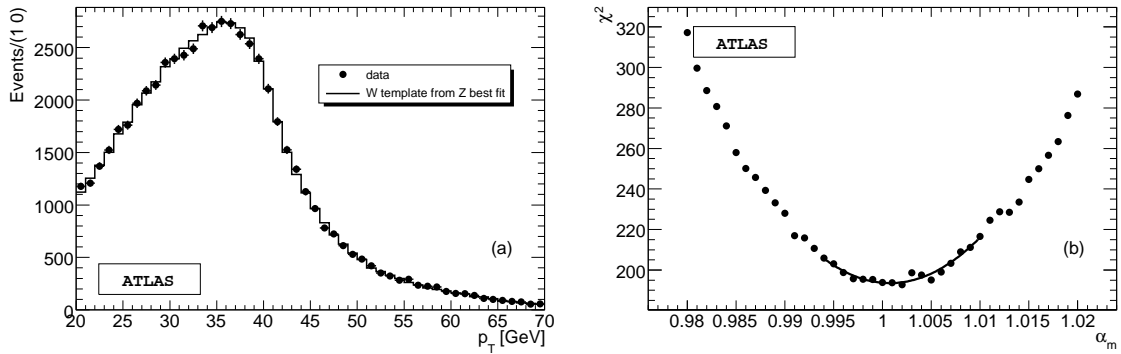 Events/(1 0)
2500
2000
1500
1000
500
0
data
W template from Z best fit
(a)
ATLAS
20 25 30 35 40 45 50 55 60 65 70
p_T [GeV]
χ²
320
300
280
260
240
220
200
ATLAS
(b)
0.98 0.985 0.99 0.995 1 1.005 1.01 1.015 1.02
α_m